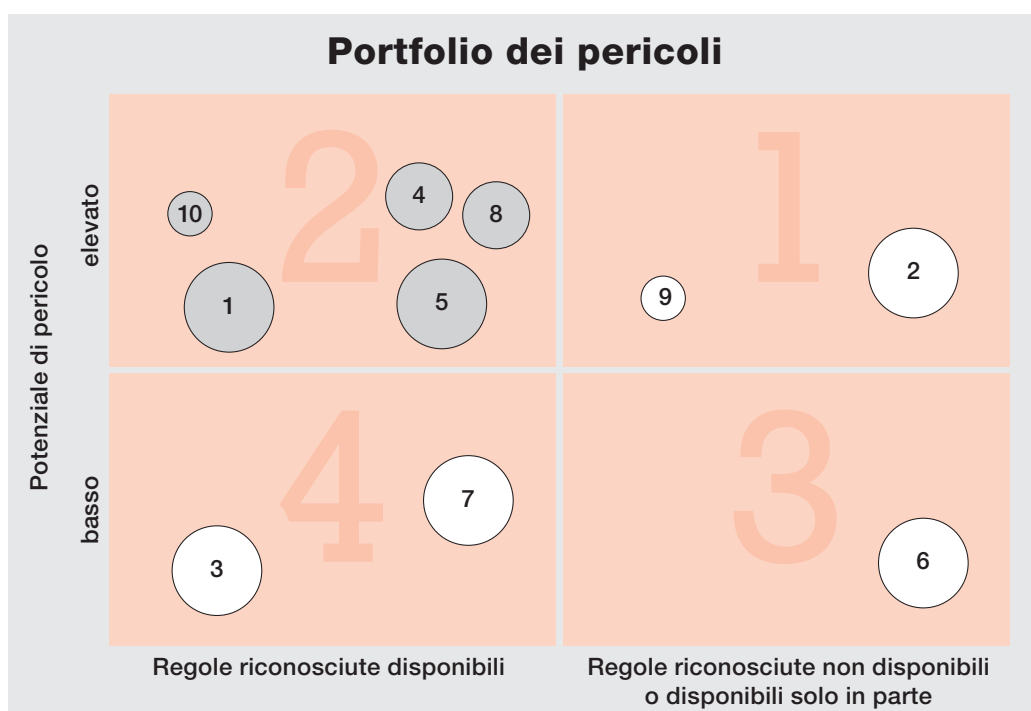 Portfolio dei pericoli
Potenziale di pericolo
elevato
2
10
4
8
1
5
1
9
2
basso
4
3
7
3
6
Regole riconosciute disponibili
Regole riconosciute non disponibili
o disponibili solo in parte